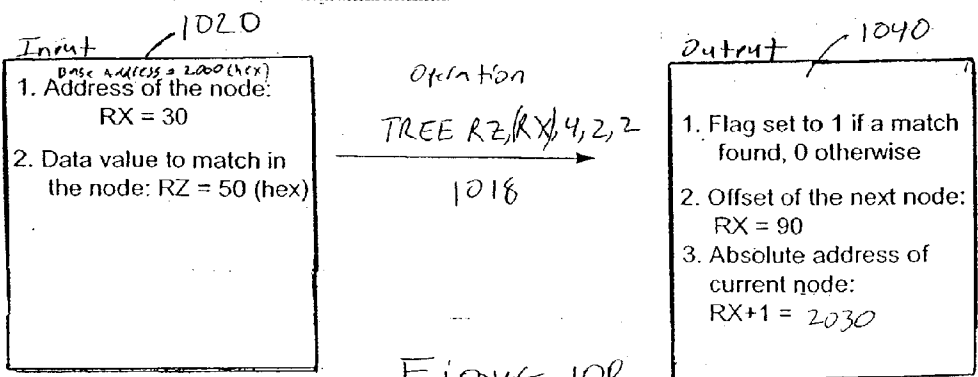 1020
Input
Base Address = 2000 (hex)
1. Address of the node:
RX = 30
2. Data value to match in
the node: RZ = 50 (hex)
Operation
TREE RZ,(RX),4,2,2
1018
1040
Output
1. Flag set to 1 if a match
found, 0 otherwise
2. Offset of the next node:
RX = 90
3. Absolute address of
current node:
RX+1 = 2030